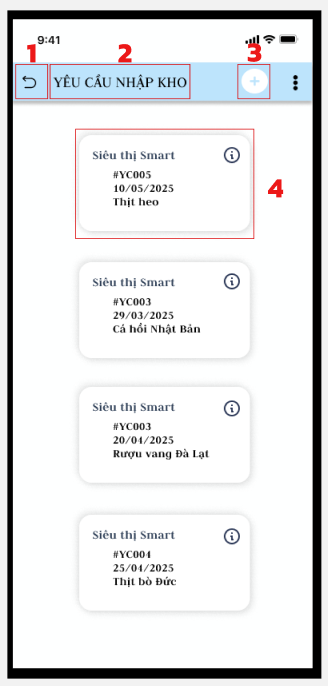 9:41
1
2
3
YÊU CẦU NHẬP KHO
Siêu thị Smart
#YC005
10/05/2025
Thịt heo
4
Siêu thị Smart
#YC003
29/03/2025
Cá hồi Nhật Bản
Siêu thị Smart
#YC003
20/04/2025
Rượu vang Đà Lạt
Siêu thị Smart
#YC001
25/04/2025
Thịt bò Đức